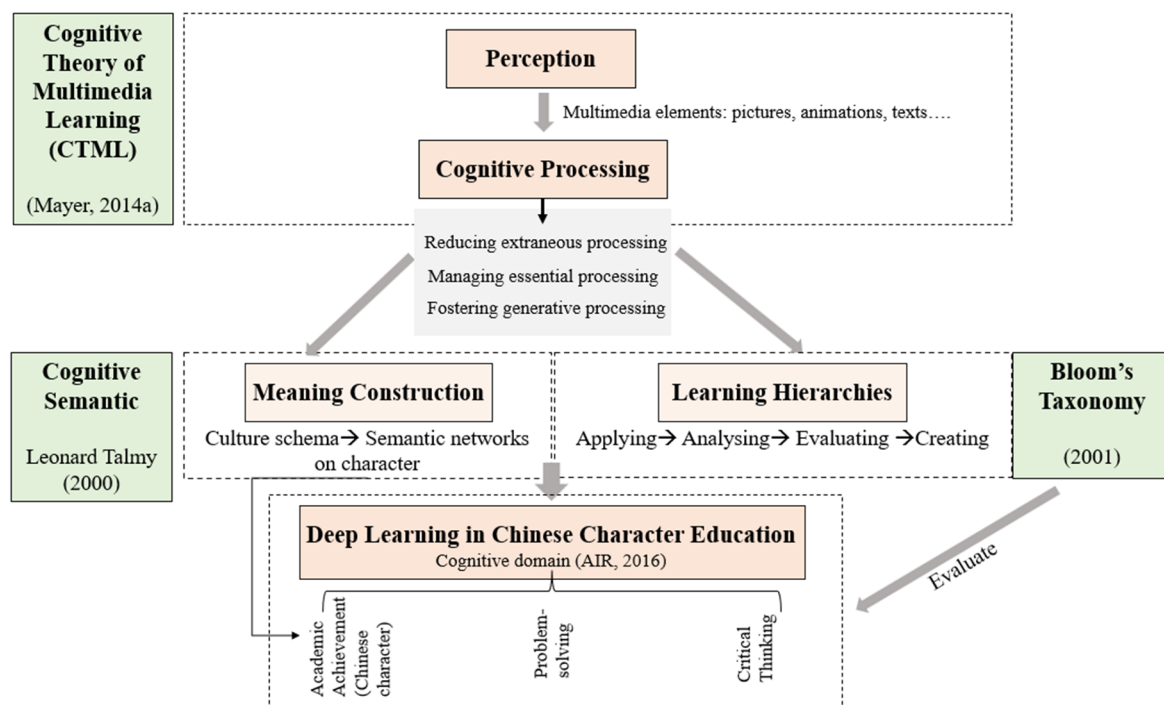 Cognitive
Theory of
Multimedia
Learning
(CTML)
(Mayer, 2014a)
Perception
Multimedia elements: pictures, animations, texts….
Cognitive Processing
Reducing extraneous processing
Managing essential processing
Fostering generative processing
Cognitive
Semantic
Leonard Talmy
(2000)
Meaning Construction
Culture schema→ Semantic networks
on character
Learning Hierarchies
Applying→ Analysing→ Evaluating →Creating
Bloom’s
Taxonomy
(2001)
Evaluate
Deep Learning in Chinese Character Education
Cognitive domain (AIR, 2016)
Academic
Achievement
(Chinese
character)
Problem-
solving
Critical
Thinking